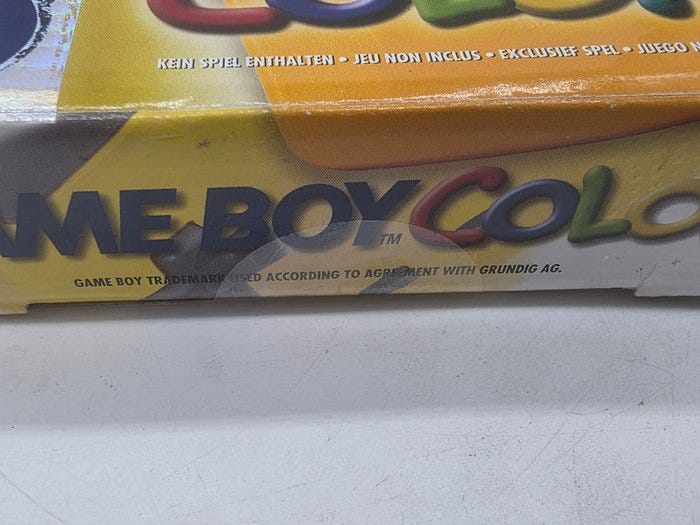 COLO
KEIN SPIEL ENTHALTEN • JEU NON INCLUS • EXCLUSIEF SPEL • JUEGO N
AME BOY TM COLO
GAME BOY TRADEMARK USED ACCORDING TO AGREEMENT WITH GRUNDIG AG.